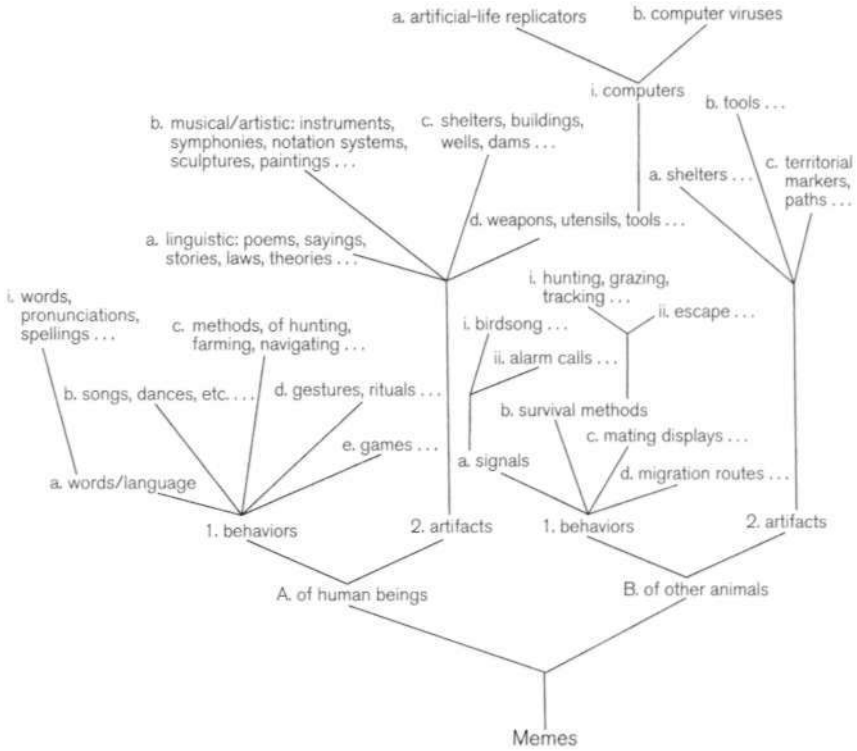 a. artificial-life replicators
b. computer viruses
i. computers
b. tools ...
b. musical/artistic: instruments,
symphonies, notation systems,
sculptures, paintings ...
c. shelters, buildings,
wells, dams ...
a. shelters ...
c. territorial
markers,
paths ...
d. weapons, utensils, tools ...
a. linguistic: poems, sayings,
stories, laws, theories ...
i. hunting, grazing,
tracking ...
ii. escape ...
i. words,
pronunciations,
spellings ...
c. methods, of hunting,
farming, navigating ...
i. birdsong ...
ii. alarm calls ...
b. songs, dances, etc. ...
d. gestures, rituals ...
b. survival methods
c. mating displays ...
e. games ...
a. signals
d. migration routes ...
a. words/language
1. behaviors
2. artifacts
1. behaviors
2. artifacts
A. of human beings
B. of other animals
Memes